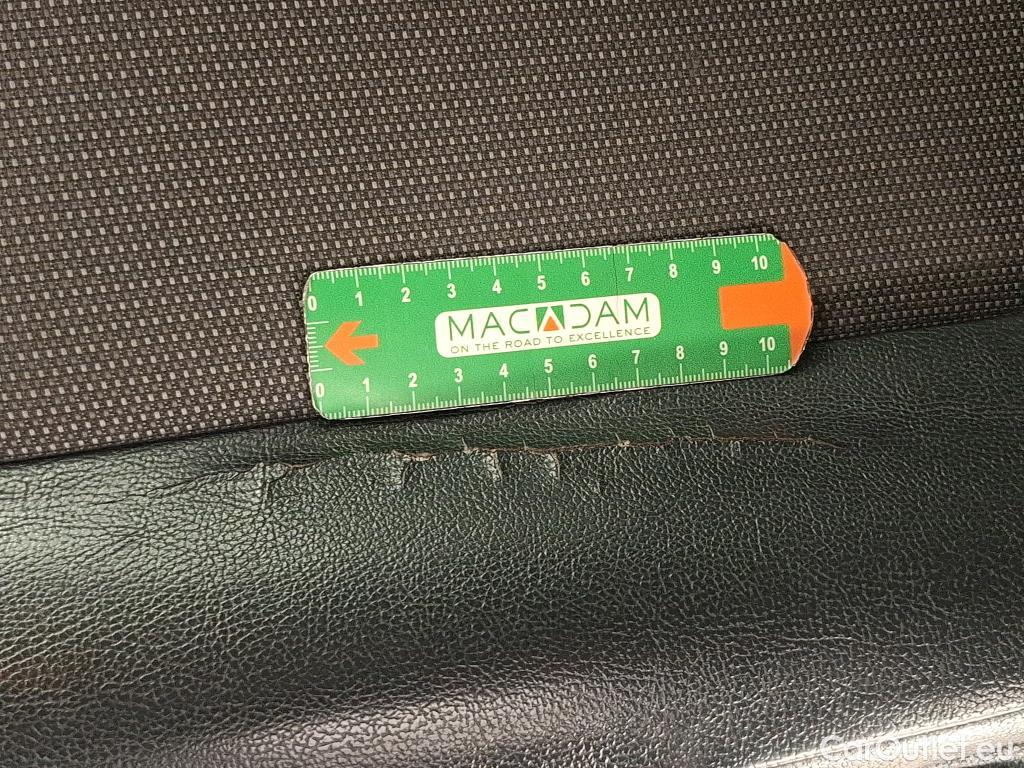 0 1 2 3 4 5 6 7 8 9 10
MACADAM
ON THE ROAD TO EXCELLENCE
0 1 2 3 4 5 6 7 8 9 10
CarOutlet.eu